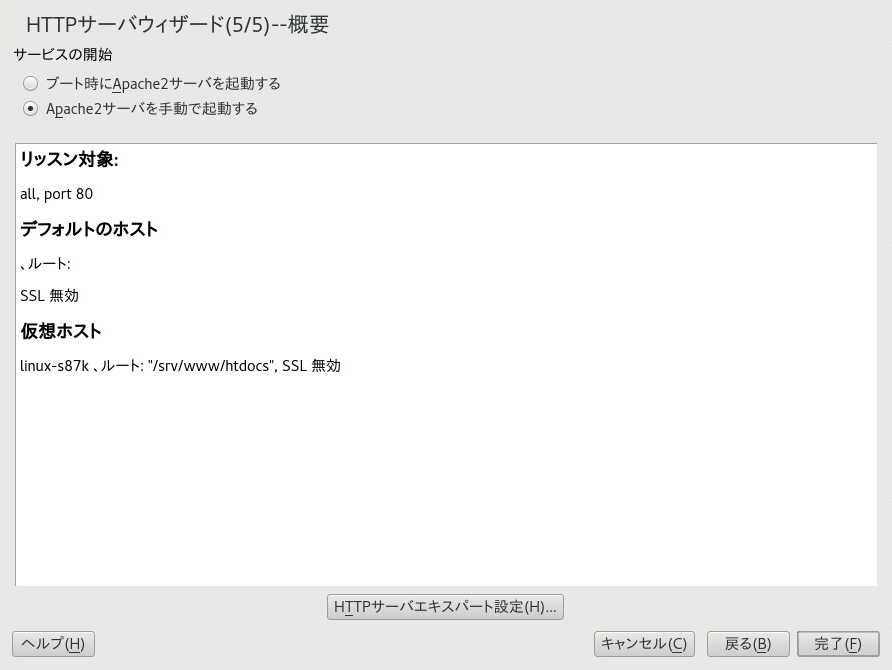 HTTPサーバウィザード(5/5)--概要
サービスの開始
ブート時にApache2サーバを起動する
Apache2サーバを手動で起動する
リッスン対象:
all, port 80
デフォルトのホスト
、ルート:
SSL 無効
仮想ホスト
linux-s87k 、ルート: "/srv/www/htdocs", SSL 無効
HTTPサーバエキスパート設定(H)...
ヘルプ(H)
キャンセル(C)
戻る(B)
完了(F)